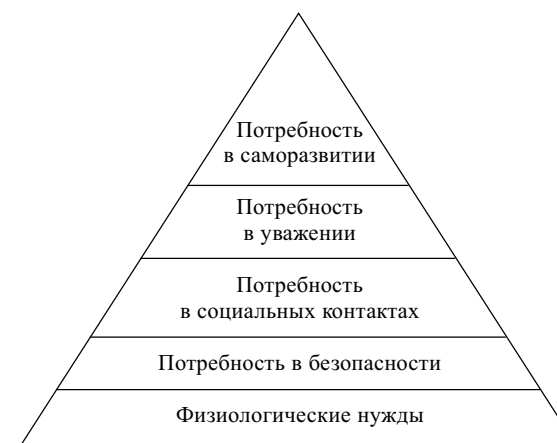 Потребность
в саморазвитии
Потребность
в уважении
Потребность
в социальных контактах
Потребность в безопасности
Физиологические нужды